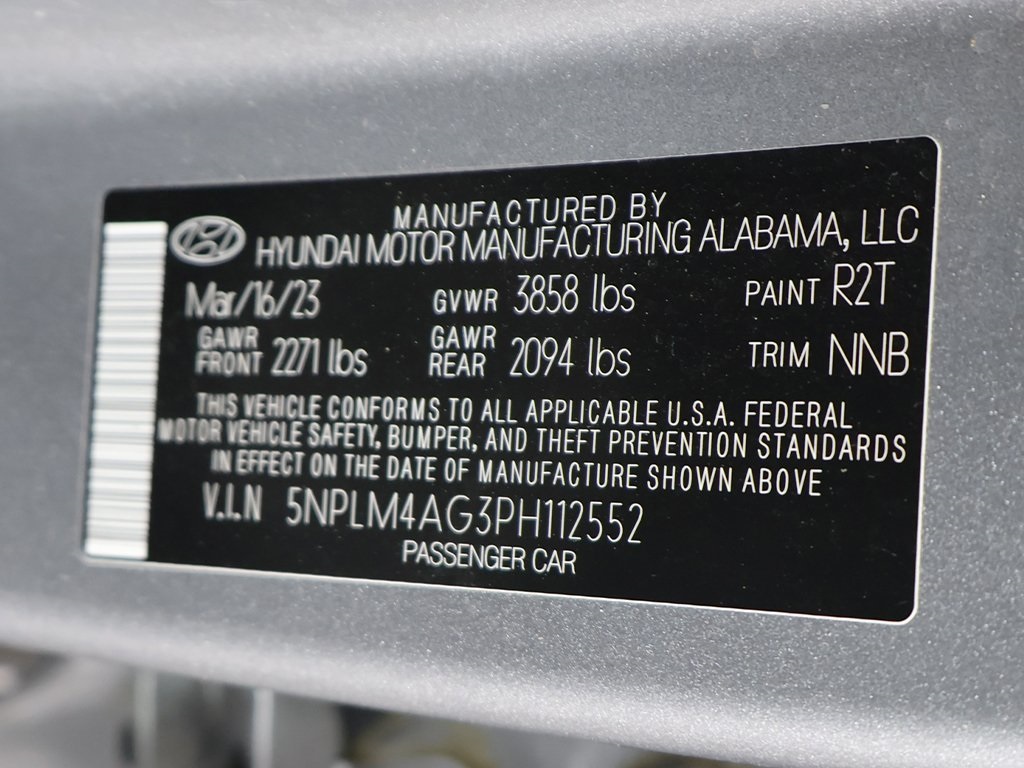 MANUFACTURED BY
HYUNDAI MOTOR MANUFACTURING ALABAMA, LLC
Mar/16/23 GVWR 3858 lbs PAINT R2T
GAWR FRONT 2271 lbs GAWR REAR 2094 lbs TRIM NNB
THIS VEHICLE CONFORMS TO ALL APPLICABLE U.S.A. FEDERAL
MOTOR VEHICLE SAFETY, BUMPER, AND THEFT PREVENTION STANDARDS
IN EFFECT ON THE DATE OF MANUFACTURE SHOWN ABOVE
V.I.N 5NPLM4AG3PH112552
PASSENGER CAR